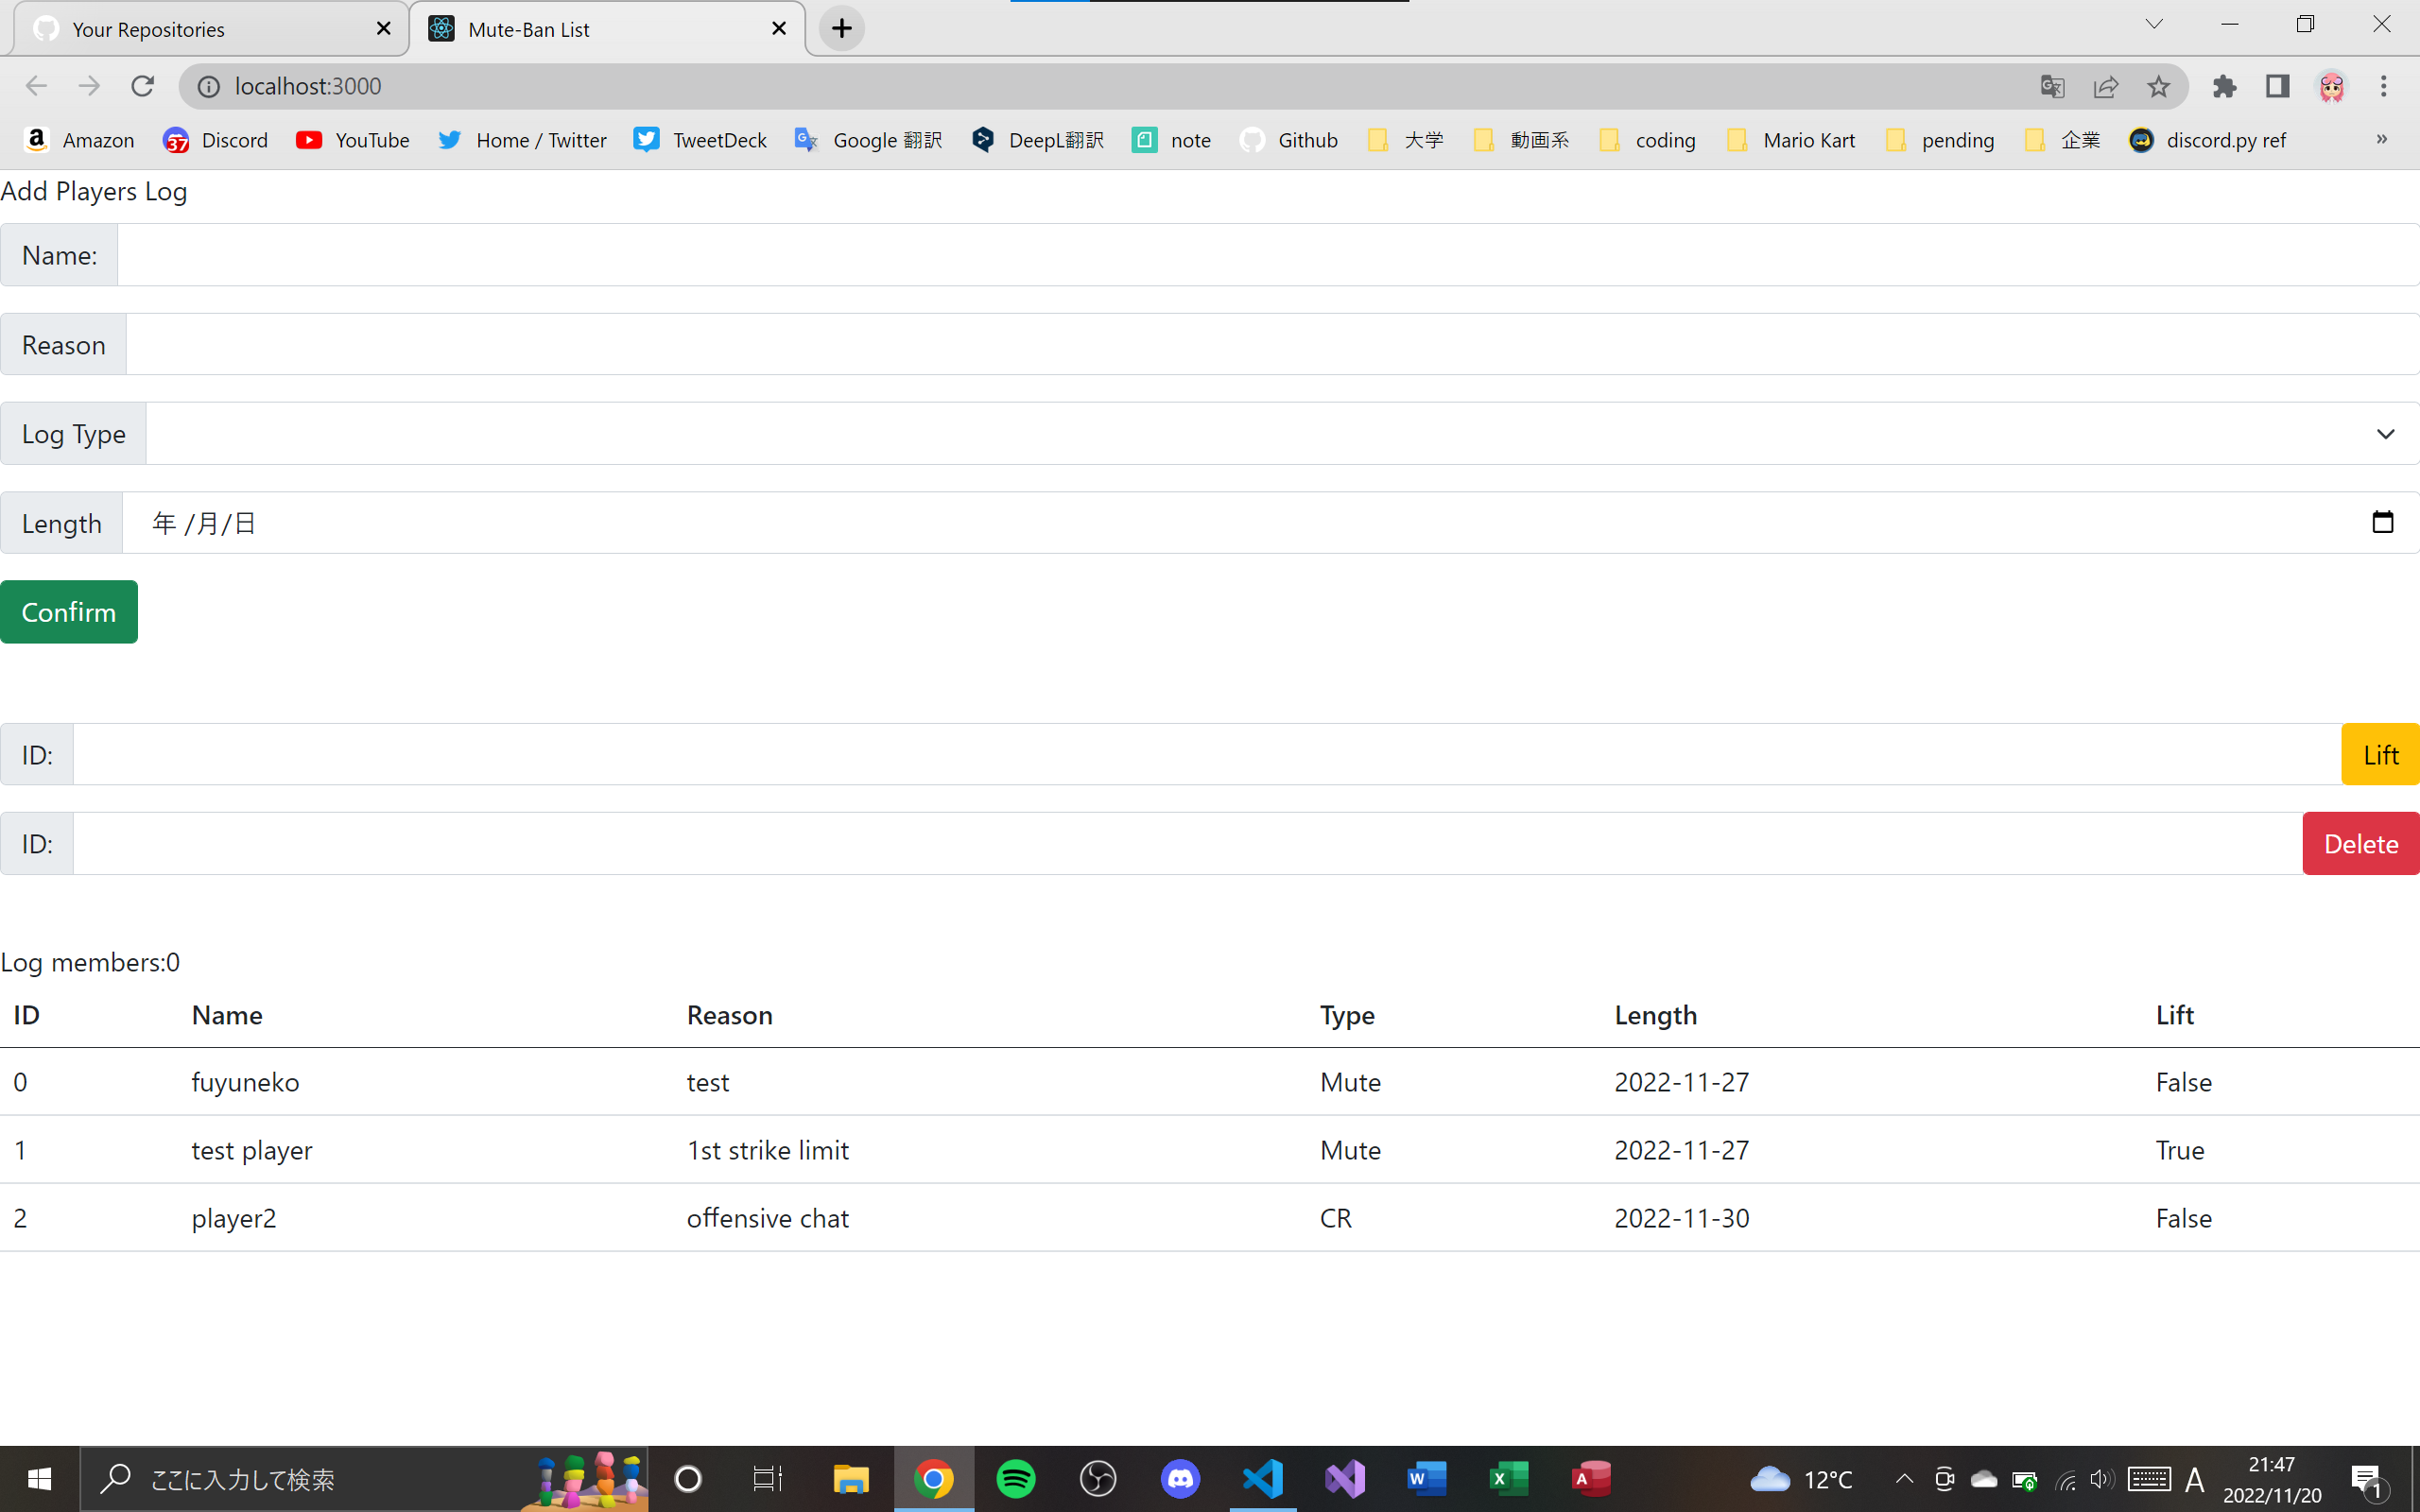 Your Repositories
Mute-Ban List
localhost:3000
Amazon
37
Discord
YouTube
Home / Twitter
TweetDeck
Google 翻訳
DeepL翻訳
note
Github
大学
動画系
coding
Mario Kart
pending
企業
discord.py ref
»
Add Players Log
Name:
Reason
Log Type
Length 年 /月/日
Confirm
ID: Lift
ID: Delete
Log members:0
ID Name Reason Type Length Lift
0 fuyuneko test Mute 2022-11-27 False
1 test player 1st strike limit Mute 2022-11-27 True
2 player2 offensive chat CR 2022-11-30 False
ここに入力して検索
12°C
A
21:47
2022/11/20
1